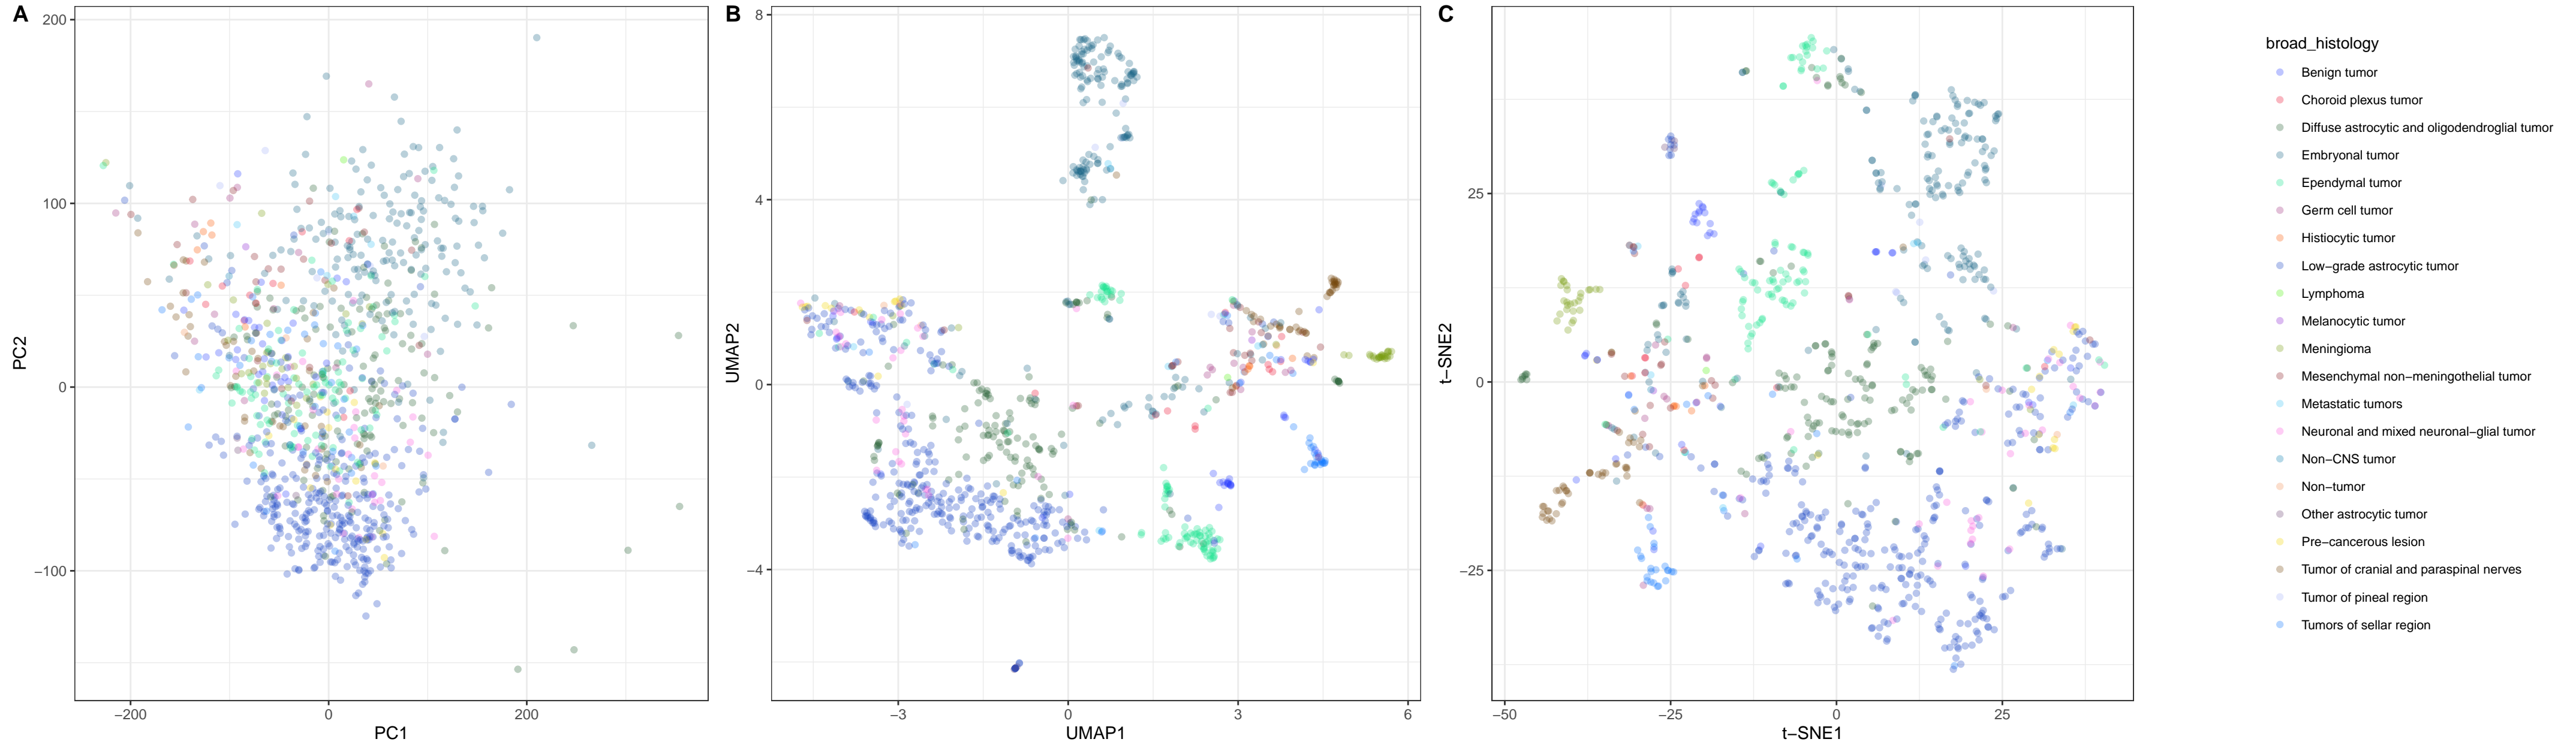 A
200
100
0
−100
−200
0
200
PC1
PC2
B
8
4
0
−4
−3
0
3
6
UMAP1
UMAP2
C
25
0
−25
−50
−25
0
25
t−SNE1
t−SNE2
broad_histology
Benign tumor
Choroid plexus tumor
Diffuse astrocytic and oligodendroglial tumor
Embryonal tumor
Ependymal tumor
Germ cell tumor
Histiocytic tumor
Low−grade astrocytic tumor
Lymphoma
Melanocytic tumor
Meningioma
Mesenchymal non−meningothelial tumor
Metastatic tumors
Neuronal and mixed neuronal−glial tumor
Non−CNS tumor
Non−tumor
Other astrocytic tumor
Pre−cancerous lesion
Tumor of cranial and paraspinal nerves
Tumor of pineal region
Tumors of sellar region